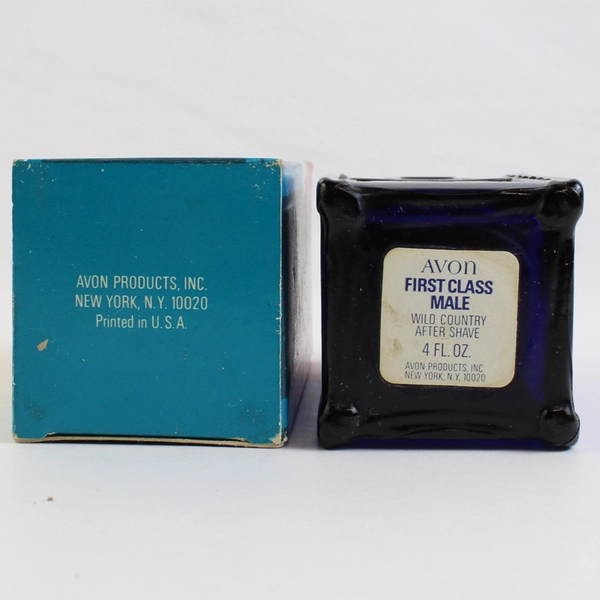 AVON PRODUCTS, INC.
NEW YORK, N.Y. 10020
Printed in U.S.A.
AVON
FIRST CLASS
MALE
WILD COUNTRY
AFTER SHAVE
4 FL. OZ.
AVON PRODUCTS, INC.
NEW YORK, N.Y. 10020